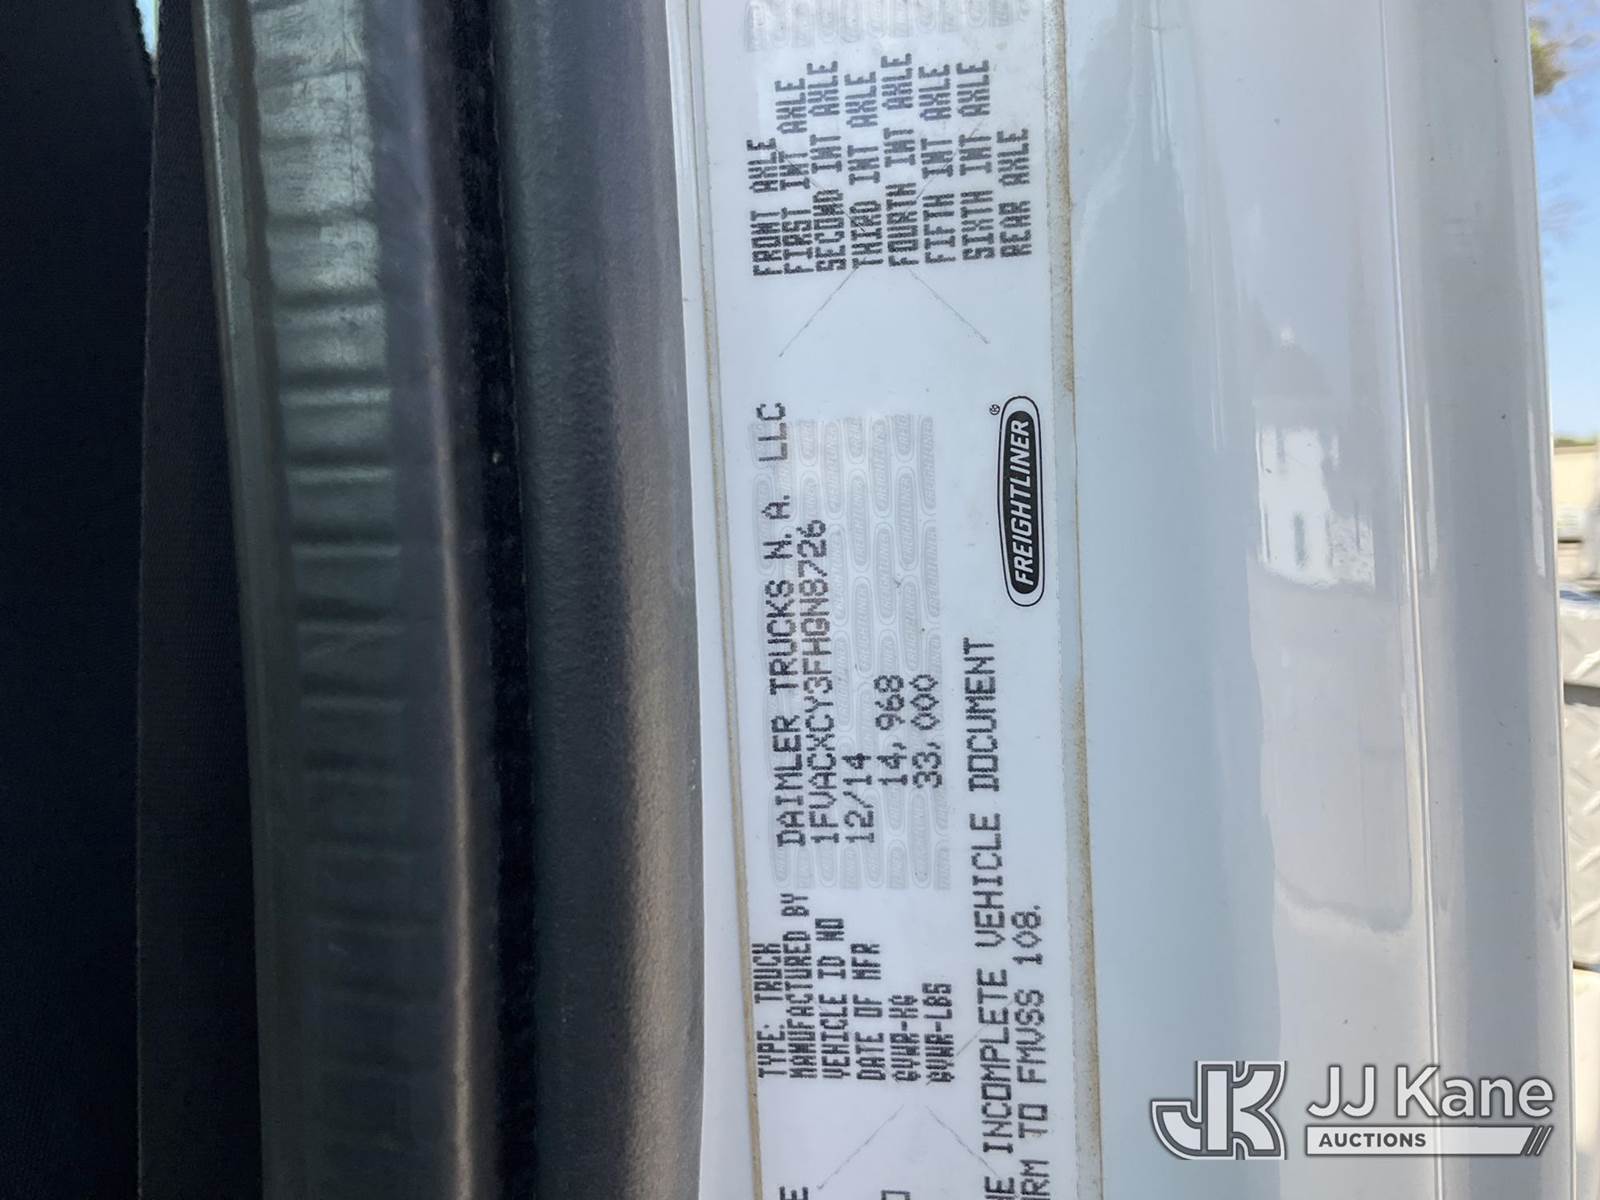 TYPE: TRUCK
MANUFACTURED BY DAIMLER TRUCKS N.A. LLC
VEHICLE ID NO 1FVACXCY3FHGN8726
DATE OF MFR 12/14
GVWR-KG 14,968
GVWR-LBS 33,000
INCOMPLETE VEHICLE DOCUMENT
TO FMVSS 108.
FREIGHTLINER®
FRONT AXLE
FIRST INT AXLE
SECOND INT AXLE
THIRD INT AXLE
FOURTH INT AXLE
FIFTH INT AXLE
SIXTH INT AXLE
REAR AXLE
JK JJ Kane
AUCTIONS